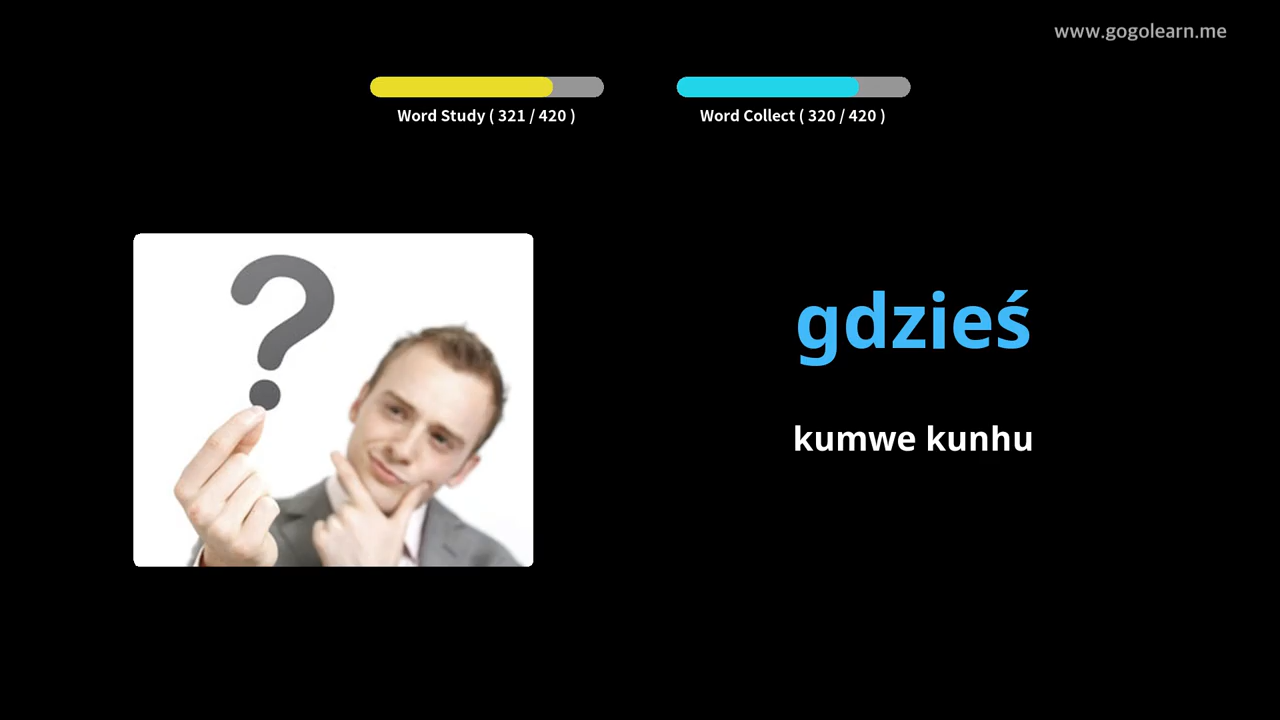 www.gogolearn.me
Word Study ( 321 / 420 )
Word Collect ( 320 / 420 )
?
gdzieś
kumwe kunhu